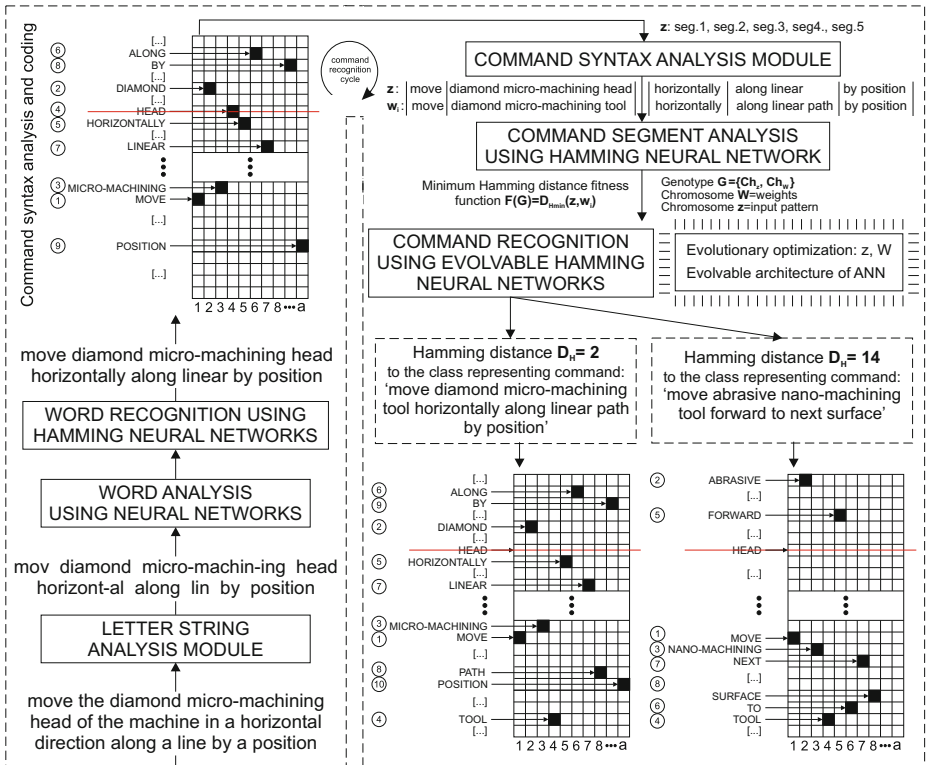 Command syntax analysis and coding
[...]
6 ALONG
8 BY
[...]
2 DIAMOND
[...]
4 HEAD
5 HORIZONTALLY
[...]
7 LINEAR
3 MICRO-MACHINING
1 MOVE
[...]
9 POSITION
[...]
1 2 3 4 5 6 7 8 ••• a
command
recognition
cycle
move diamond micro-machining head
horizontally along linear by position
WORD RECOGNITION USING
HAMMING NEURAL NETWORKS
WORD ANALYSIS
USING NEURAL NETWORKS
mov diamond micro-machin-ing head
horizont-al along lin by position
LETTER STRING
ANALYSIS MODULE
move the diamond micro-machining
head of the machine in a horizontal
direction along a line by a position
z: seg.1, seg.2, seg.3, seg4., seg.5
COMMAND SYNTAX ANALYSIS MODULE
z: | move | diamond micro-machining head | horizontally | along linear | by position |
wi: | move | diamond micro-machining tool | horizontally | along linear path | by position |
COMMAND SEGMENT ANALYSIS
USING HAMMING NEURAL NETWORK
Minimum Hamming distance fitness
function F(G)=DHmin(z,wi)
Genotype G={Chz, ChW}
Chromosome W=weights
Chromosome z=input pattern
COMMAND RECOGNITION
USING EVOLVABLE HAMMING
NEURAL NETWORKS
Evolutionary optimization: z, W
Evolvable architecture of ANN
Hamming distance DH= 2
to the class representing command:
‘move diamond micro-machining
tool horizontally along linear path
by position’
Hamming distance DH= 14
to the class representing command:
‘move abrasive nano-machining
tool forward to next surface’
[...]
6 ALONG
9 BY
[...]
2 DIAMOND
[...]
HEAD
5 HORIZONTALLY
[...]
7 LINEAR
3 MICRO-MACHINING
1 MOVE
[...]
8 PATH
10 POSITION
[...]
4 TOOL
[...]
1 2 3 4 5 6 7 8 ••• a
2 ABRASIVE
[...]
5 FORWARD
[...]
HEAD
[...]
1 MOVE
3 NANO-MACHINING
7 NEXT
[...]
8 SURFACE
6 TO
4 TOOL
[...]
1 2 3 4 5 6 7 8 ••• a